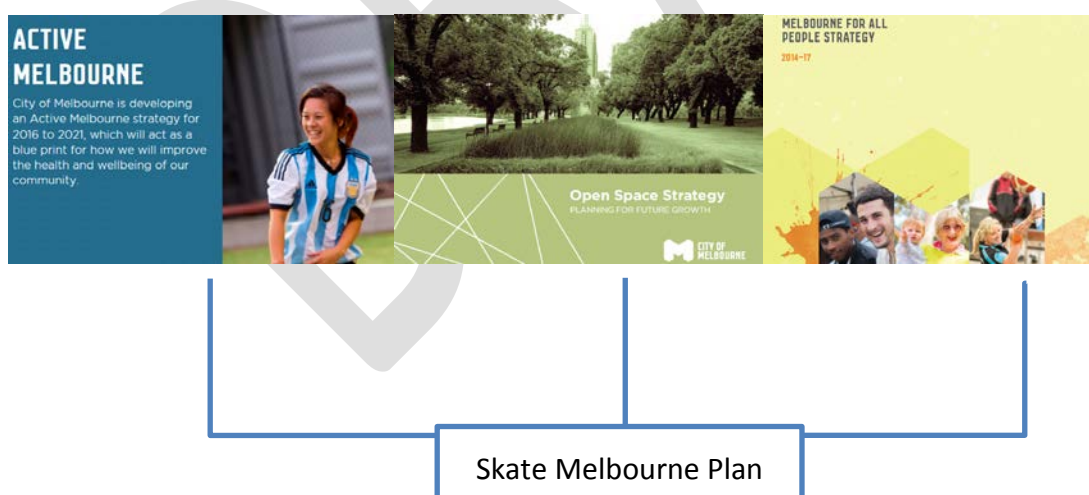 ACTIVE
MELBOURNE
City of Melbourne is developing
an Active Melbourne strategy for
2016 to 2021, which will act as a
blue print for how we will improve
the health and wellbeing of our
community.
Open Space Strategy
PLANNING FOR FUTURE GROWTH
CITY OF
MELBOURNE
MELBOURNE FOR ALL
PEOPLE STRATEGY
2014-17
Skate Melbourne Plan